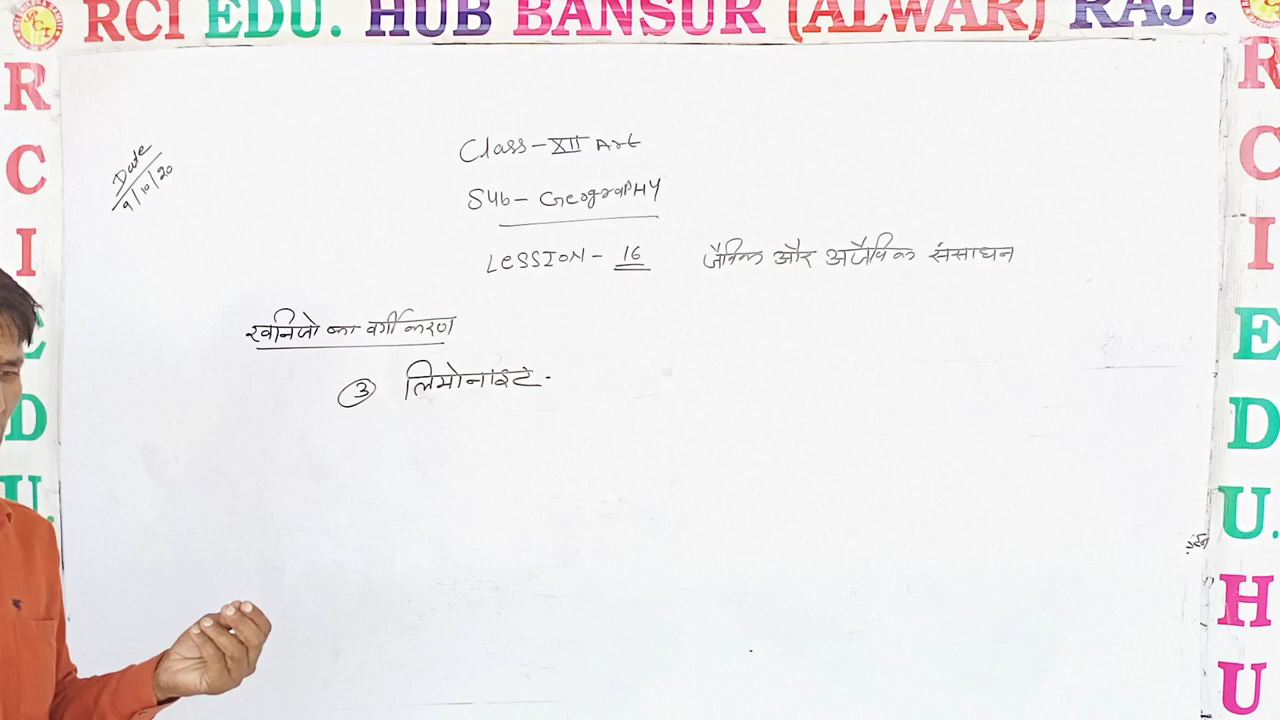 RCI EDU. HUB BANSUR (ALWAR) RAJ.
R
C
I
E
D
U.
Date
9/10/20
Class-XII Art
Sub- GeograPHY
LESSION- 16 जैविक और अजैविक संसाधन
खनिजो का वर्गीकरण
3 लिमोनाइट-
R
C
I
E
D
U.
H
U